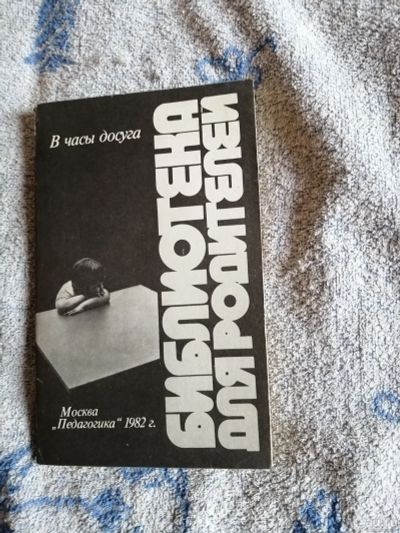 В часы досуга
БИБЛИОТЕКА
ДЛЯ РОДИТЕЛЕЙ
Москва
„Педагогика“ 1982 г.